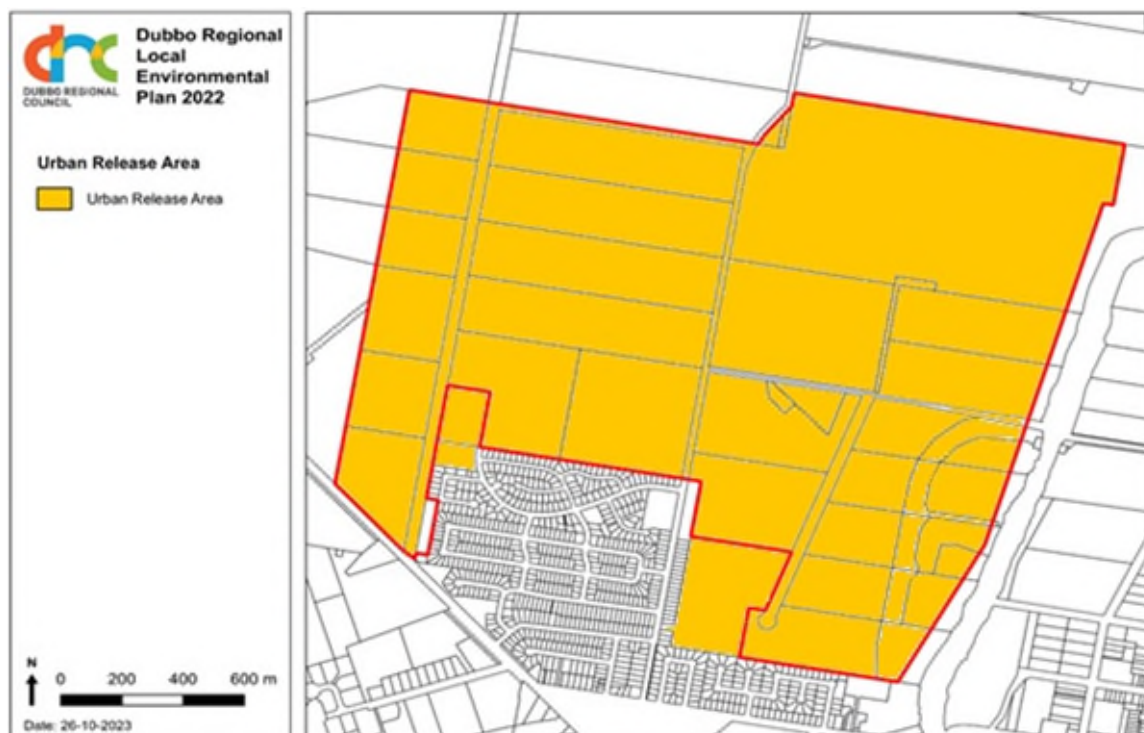 Dubbo Regional
Local
Environmental
Plan 2022
DUBBO REGIONAL
COUNCIL
Urban Release Area
Urban Release Area
N
0 200 400 600 m
Date: 26-10-2023